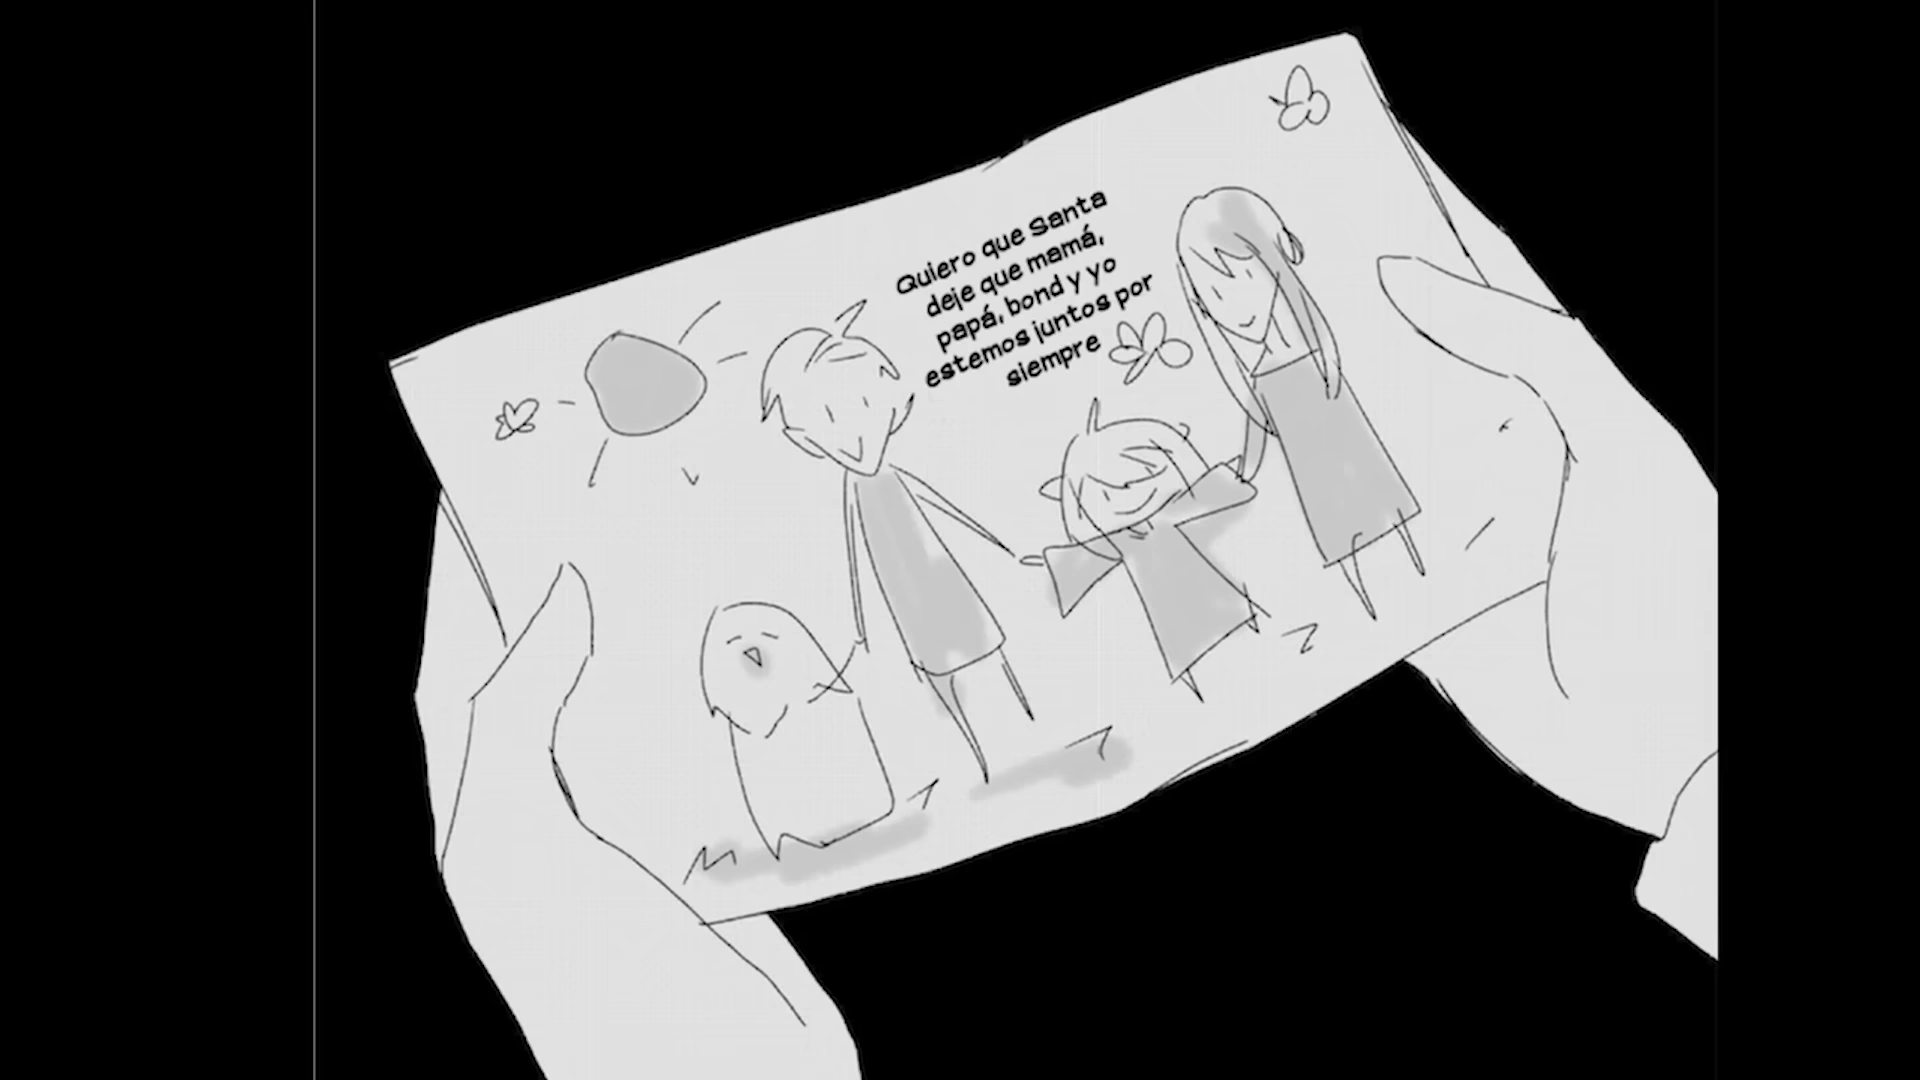 Quiero que Santa
deje que mamá,
papá, bond y yo
estemos juntos por
siempre